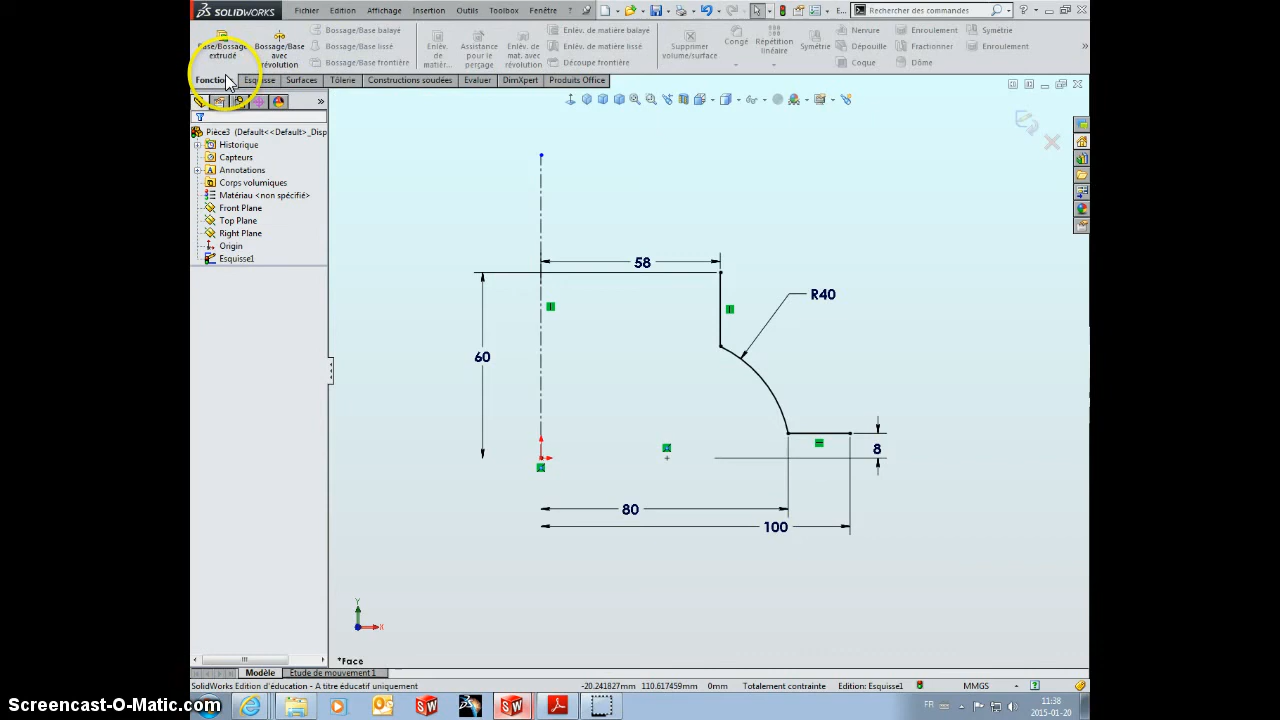 SOLIDWORKS Fichier Edition Affichage Insertion Outils Toolbox Fenêtre ? E... Rechercher des commandes
Base/Bossage extrudé
Bossage/Base avec révolution
Bossage/Base balayé
Bossage/Base lissé
Bossage/Base frontière
Enlèv. de matièr...
Assistance pour le perçage
Enlèv. de mat. avec révolution
Enlèv. de matière balayé
Enlèv. de matière lissé
Découpe frontière
Supprimer volume/surface
Congé
Répétition linéaire
Symétrie
Nervure
Dépouille
Coque
Enroulement
Fractionner
Dôme
Symétrie
Enroulement
Fonctions Esquisse Surfaces Tôlerie Constructions soudées Evaluer DimXpert Produits Office
Pièce3 (Default<<Default>_Disp
Historique
Capteurs
Annotations
Corps volumiques
Matériau <non spécifié>
Front Plane
Top Plane
Right Plane
Origin
Esquisse1
58
R40
60
8
80
100
Y
X
*Face
Modèle Etude de mouvement 1
SolidWorks Edition d'éducation - A titre éducatif uniquement -20.241827mm 110.617459mm 0mm Totalement contrainte Edition: Esquisse1 MMGS
FR 11:38
2015-01-20
Screencast-O-Matic.com